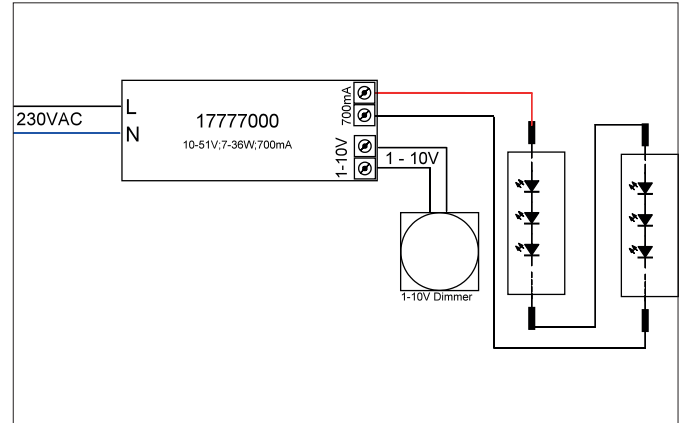 230VAC
L
N
17777000
10-51V;7-36W;700mA
700mA
1-10V
1 - 10V
1-10V Dimmer